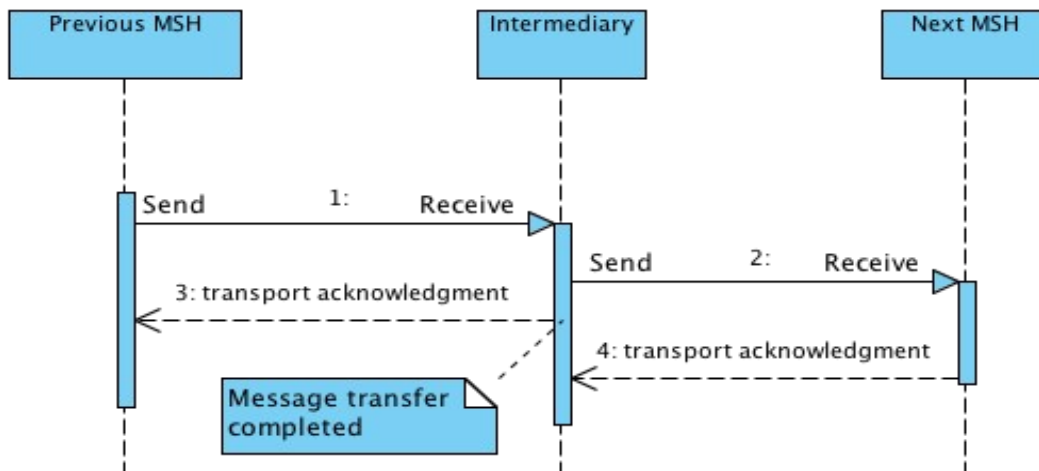 Previous MSH
Intermediary
Next MSH
Send 1: Receive
Send 2: Receive
3: transport acknowledgment
4: transport acknowledgment
Message transfer
completed